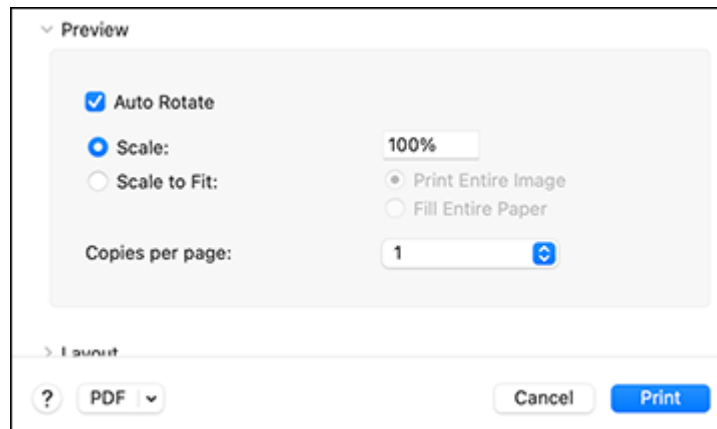 Preview
Auto Rotate
Scale: 100%
Scale to Fit: Print Entire Image
Fill Entire Paper
Copies per page: 1
Layout
? PDF Cancel Print